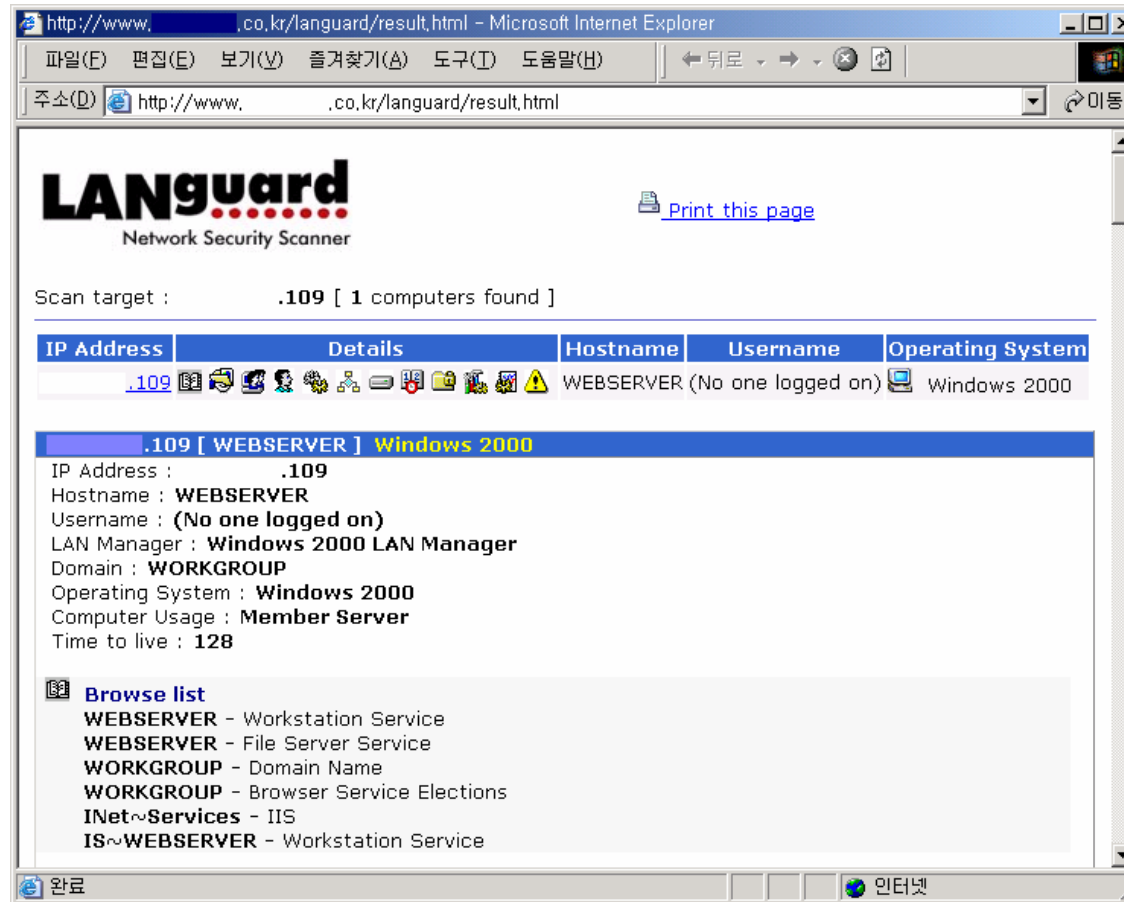 http://www, ,co,kr/languard/result,html - Microsoft Internet Explorer
파일(F) 편집(E) 보기(V) 즐겨찾기(A) 도구(T) 도움말(H) 뒤로
주소(D) http://www, ,co,kr/languard/result,html 이동
LANguard
Network Security Scanner
Print this page
Scan target : .109 [ 1 computers found ]
IP Address Details Hostname Username Operating System
.109 WEBSERVER (No one logged on) Windows 2000
.109 [ WEBSERVER ] Windows 2000
IP Address : .109
Hostname : WEBSERVER
Username : (No one logged on)
LAN Manager : Windows 2000 LAN Manager
Domain : WORKGROUP
Operating System : Windows 2000
Computer Usage : Member Server
Time to live : 128
Browse list
WEBSERVER - Workstation Service
WEBSERVER - File Server Service
WORKGROUP - Domain Name
WORKGROUP - Browser Service Elections
INet~Services - IIS
IS~WEBSERVER - Workstation Service
완료 인터넷